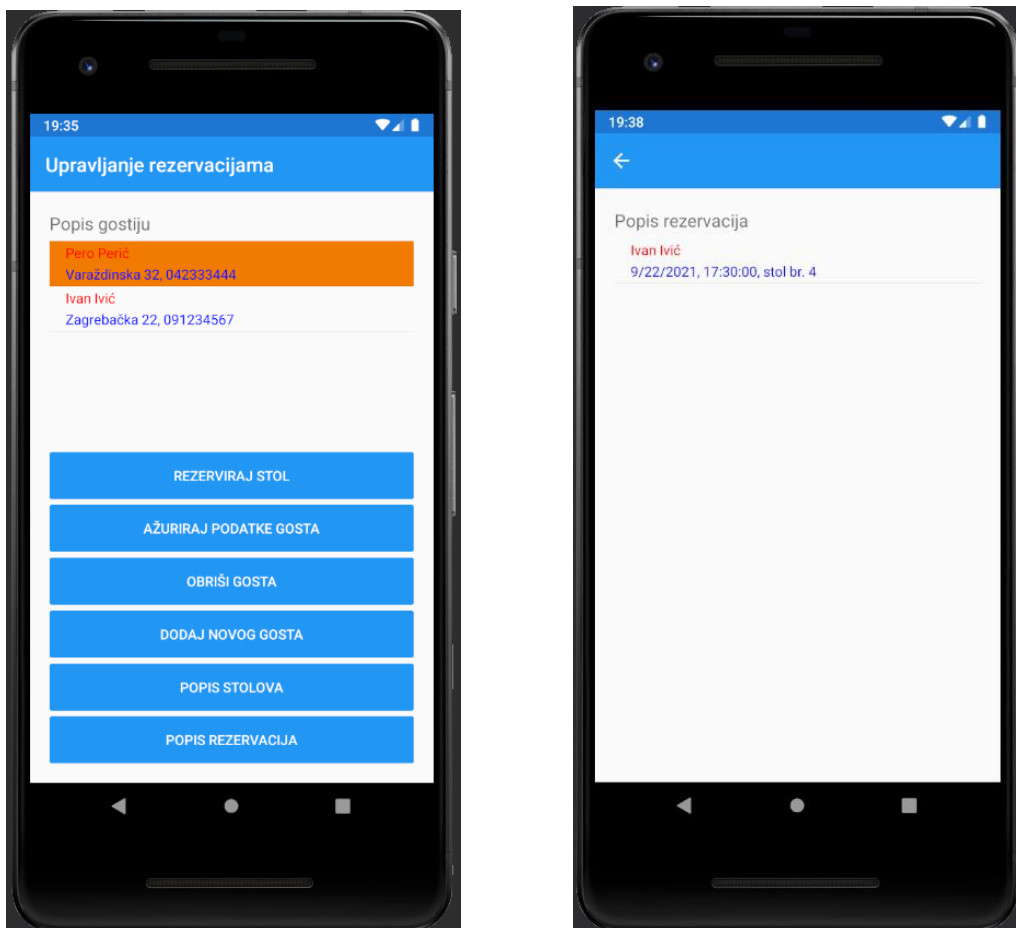 19:35
Upravljanje rezervacijama
Popis gostiju
Pero Perić
Varaždinska 32, 042333444
Ivan Ivić
Zagrebačka 22, 091234567
REZERVIRAJ STOL
AŽURIRAJ PODATKE GOSTA
OBRIŠI GOSTA
DODAJ NOVOG GOSTA
POPIS STOLOVA
POPIS REZERVACIJA
19:38
Popis rezervacija
Ivan Ivić
9/22/2021, 17:30:00, stol br. 4